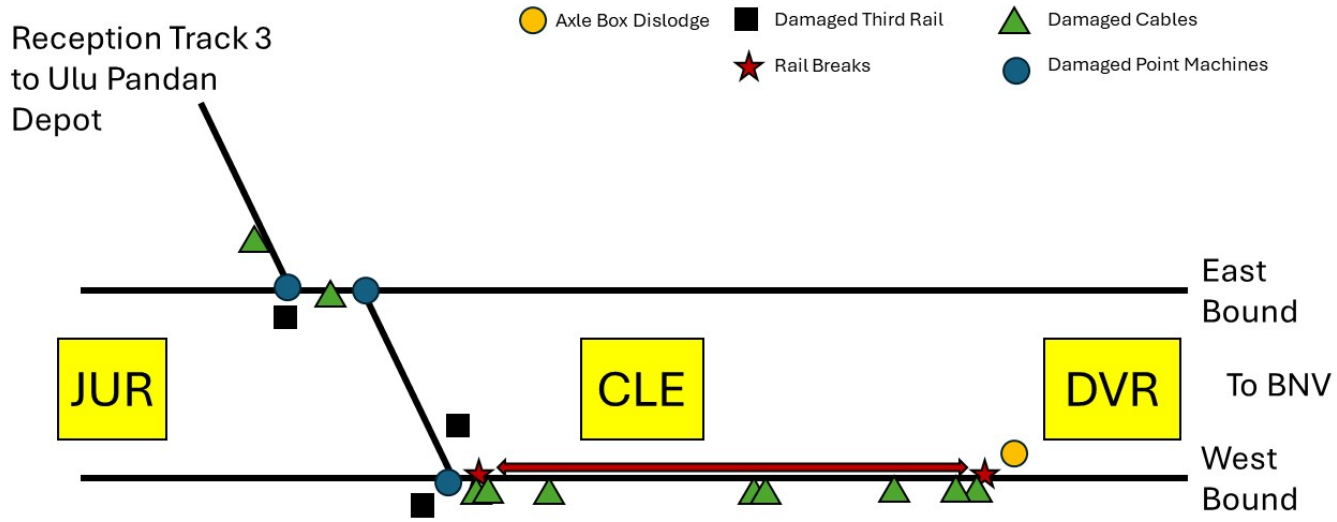 Reception Track 3
to Ulu Pandan
Depot
Axle Box Dislodge
Damaged Third Rail
Damaged Cables
Rail Breaks
Damaged Point Machines
East
Bound
JUR
CLE
DVR
To BNV
West
Bound